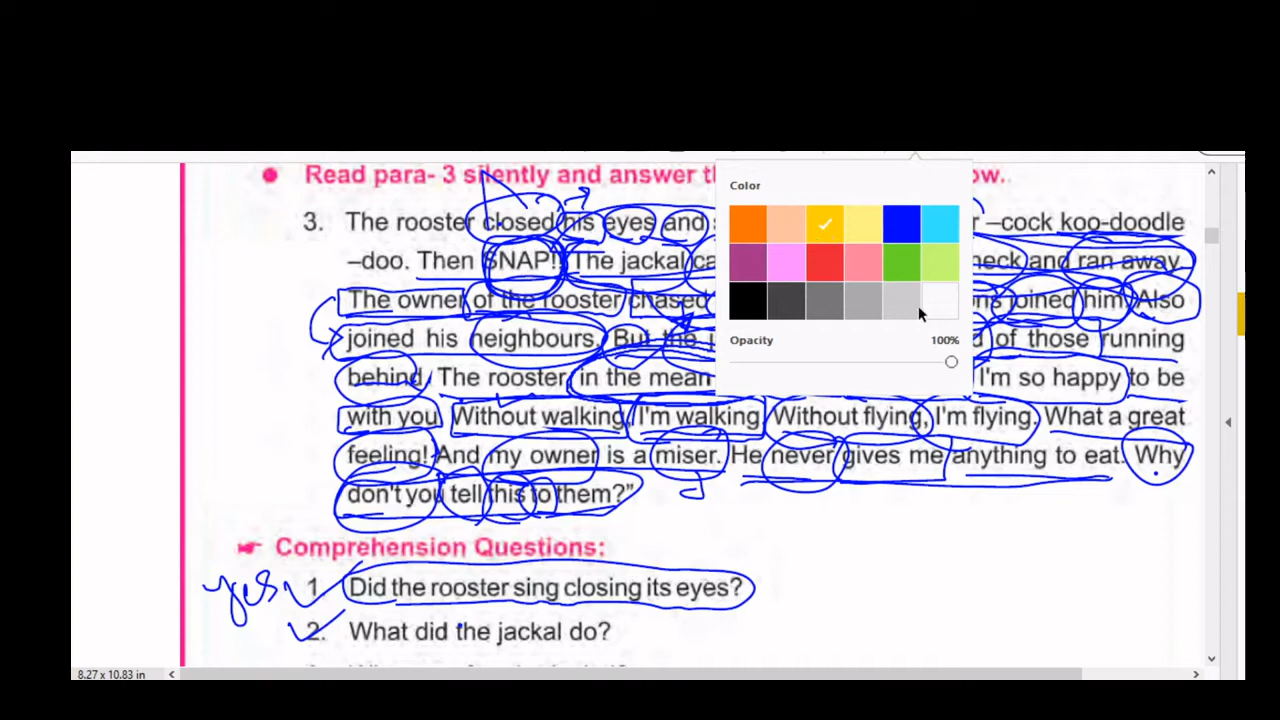 Read para- 3 silently and answer th
ow..
3. The rooster closed his eyes and
–cock koo-doodle
–doo. Then SNAP!! The jackal ca
neck and ran away.
The owner of the rooster chased
joined him. Also
joined his neighbours. But the
of those running
behind. The rooster in the mean
I'm so happy to be
with you Without walking, I'm walking Without flying, I'm flying. What a great
feeling! And my owner is a miser. He never gives me anything to eat. Why
don't you tell this to them?”
Comprehension Questions:
yes 1. Did the rooster sing closing its eyes?
2. What did the jackal do?
Color
Opacity 100%
8.27 x 10.83 in